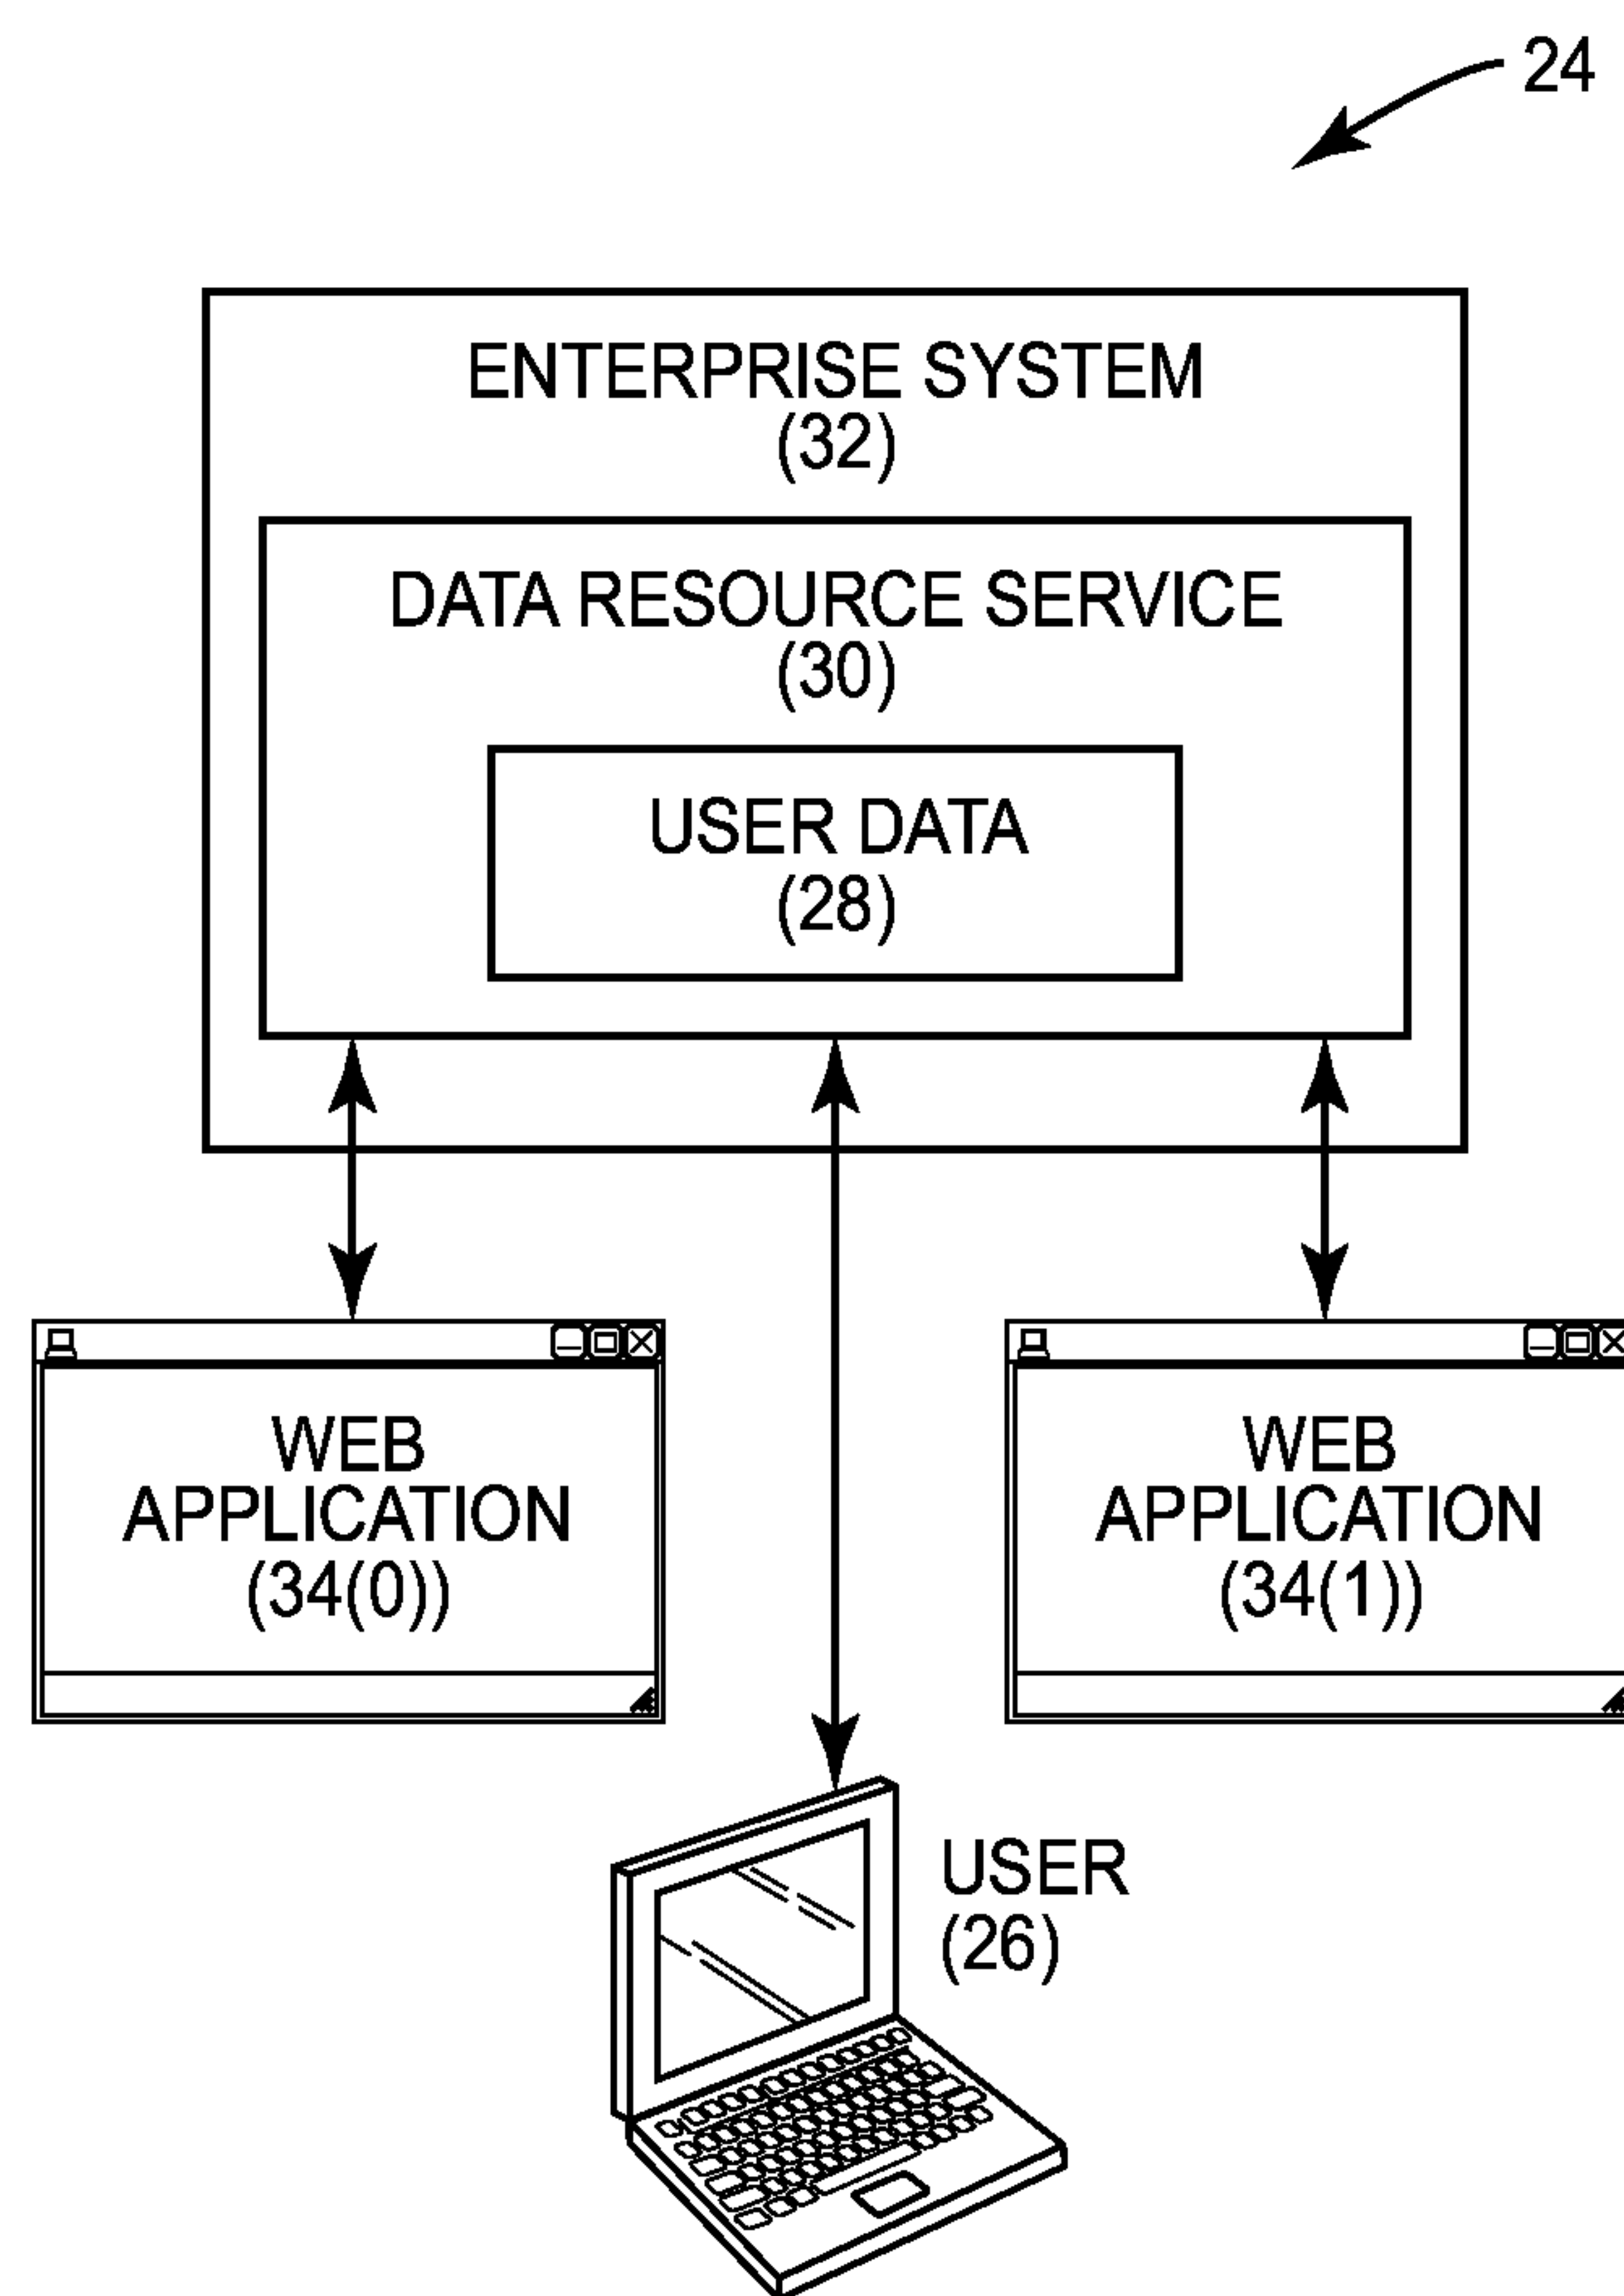 24
ENTERPRISE SYSTEM
(32)
DATA RESOURCE SERVICE
(30)
USER DATA
(28)
WEB
APPLICATION
(34(0))
WEB
APPLICATION
(34(1))
USER
(26)